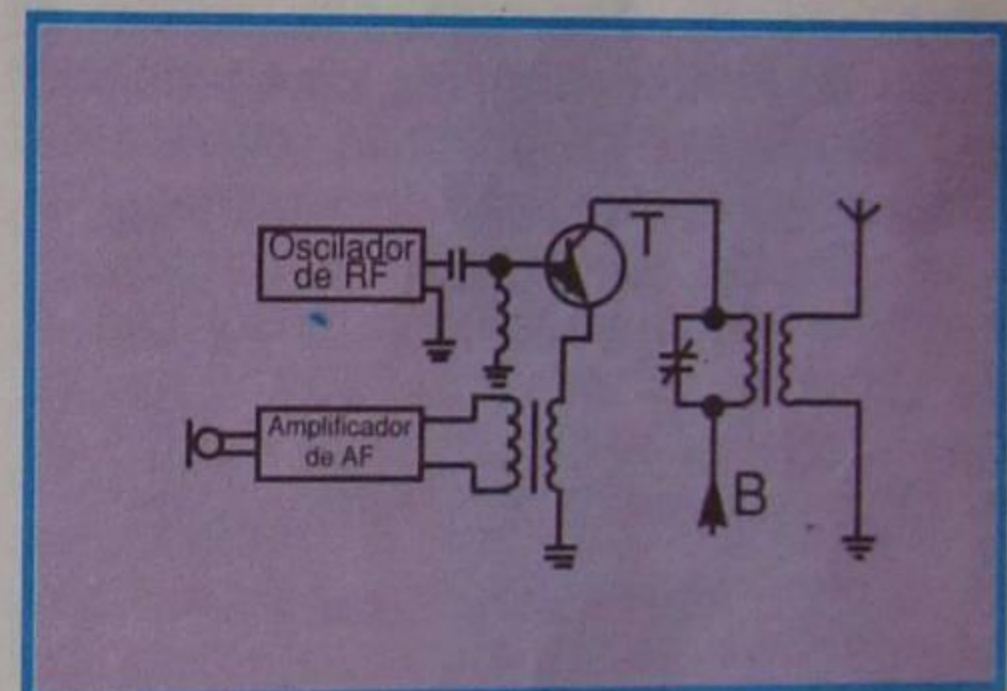 Oscilador
de RF
T
Amplificador
de AF
B